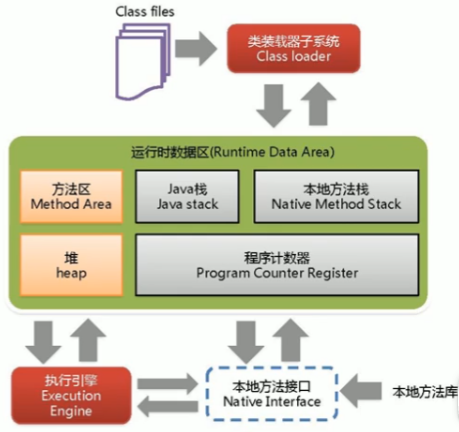 Class files
类装载器子系统
Class loader
运行时数据区(Runtime Data Area)
方法区
Method Area
Java栈
Java stack
本地方法栈
Native Method Stack
堆
heap
程序计数器
Program Counter Register
执行引擎
Execution
Engine
本地方法接口
Native Interface
本地方法库